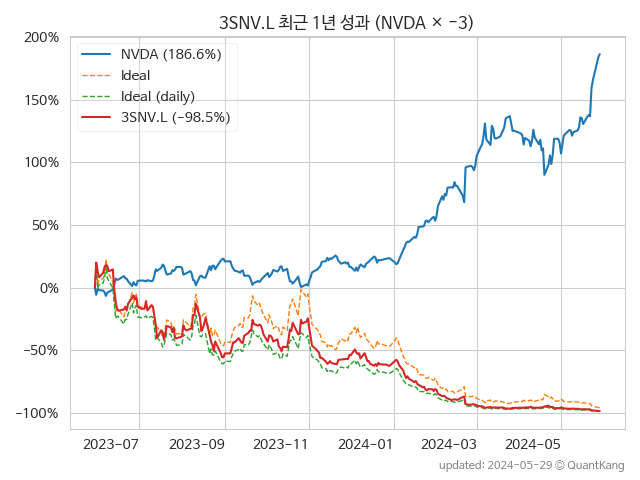 3SNV.L 최근 1년 성과 (NVDA × −3)
200%
150%
100%
50%
0%
−50%
−100%
NVDA (186.6%)
Ideal
Ideal (daily)
3SNV.L (−98.5%)
2023−07
2023−09
2023−11
2024−01
2024−03
2024−05
updated: 2024−05−29 © QuantKang